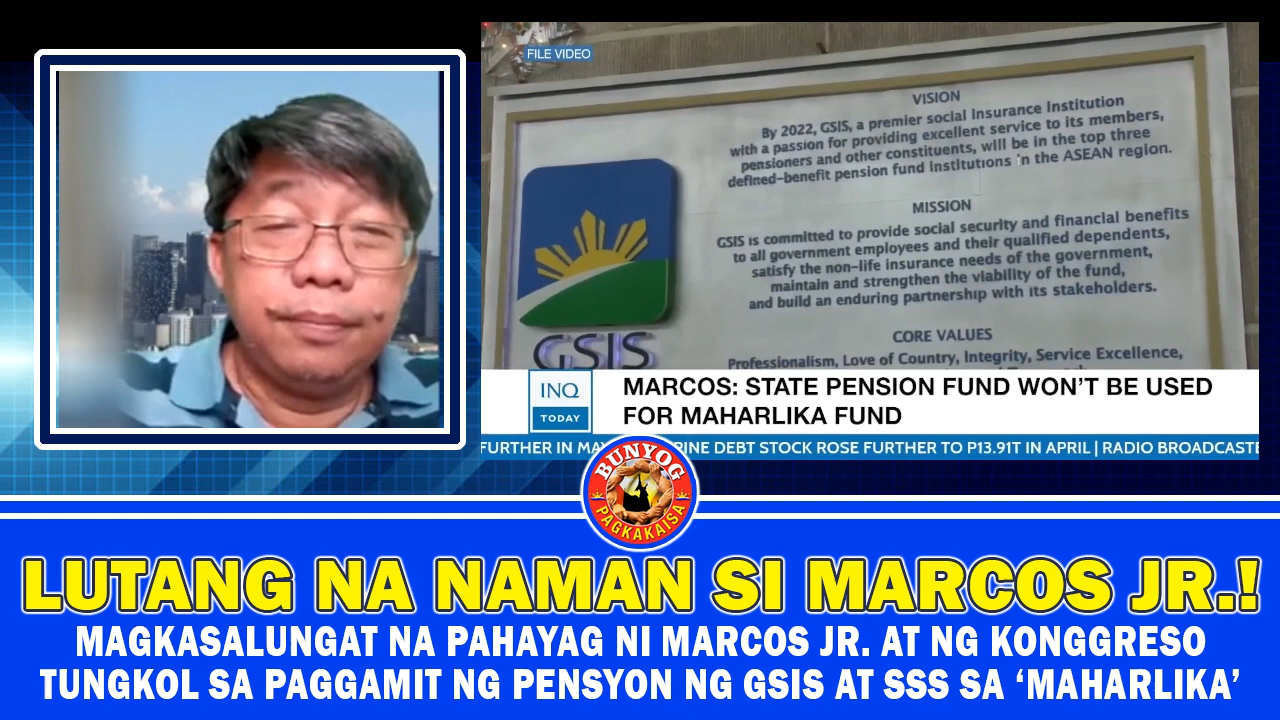 FILE VIDEO
VISION
By 2022, GSIS, a premier social Insurance Institution
with a passion for providing excellent service to its members,
pensioners and other constituents, will be in the top three
defined-benefit pension fund institutions in the ASEAN region.
MISSION
GSIS is committed to provide social security and financial benefits
to all government employees and their qualified dependents,
satisfy the non-life insurance needs of the government,
maintain and strengthen the viability of the fund,
and build an enduring partnership with its stakeholders.
CORE VALUES
Professionalism, Love of Country, Integrity, Service Excellence,
GSIS
INQ
TODAY
MARCOS: STATE PENSION FUND WON'T BE USED
FOR MAHARLIKA FUND
FURTHER IN DEBT STOCK ROSE FURTHER TO P13.91T IN APRIL | RADIO
BUNYOG
PAGKAKAISA
LUTANG NA NAMAN SI MARCOS JR.!
MAGKASALUNGAT NA PAHAYAG NI MARCOS JR. AT NG KONGGRESO
TUNGKOL SA PAGGAMIT NG PENSYON NG GSIS AT SSS SA ‘MAHARLIKA’